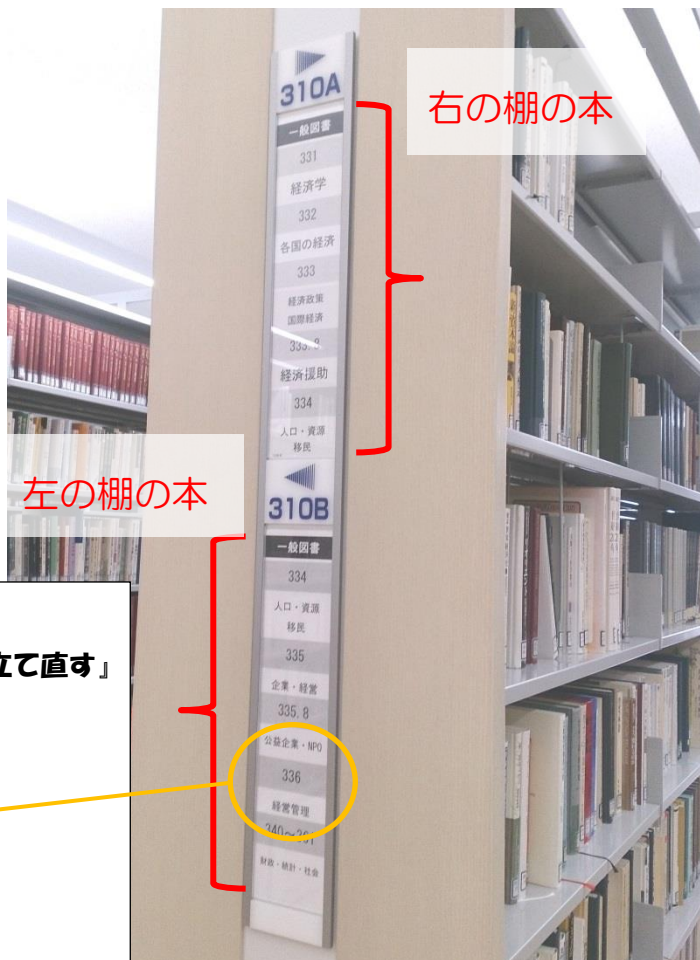 310A
一般図書
331
経済学
332
各国の経済
333
経済政策
国際経済
333.8
経済援助
334
人口・資源
移民
310B
一般図書
334
人口・資源
移民
335
企業・経営
335.8
公益企業・NPO
336
経営管理
340~361
財政・統計・社会
右の棚の本
左の棚の本
立て直す』